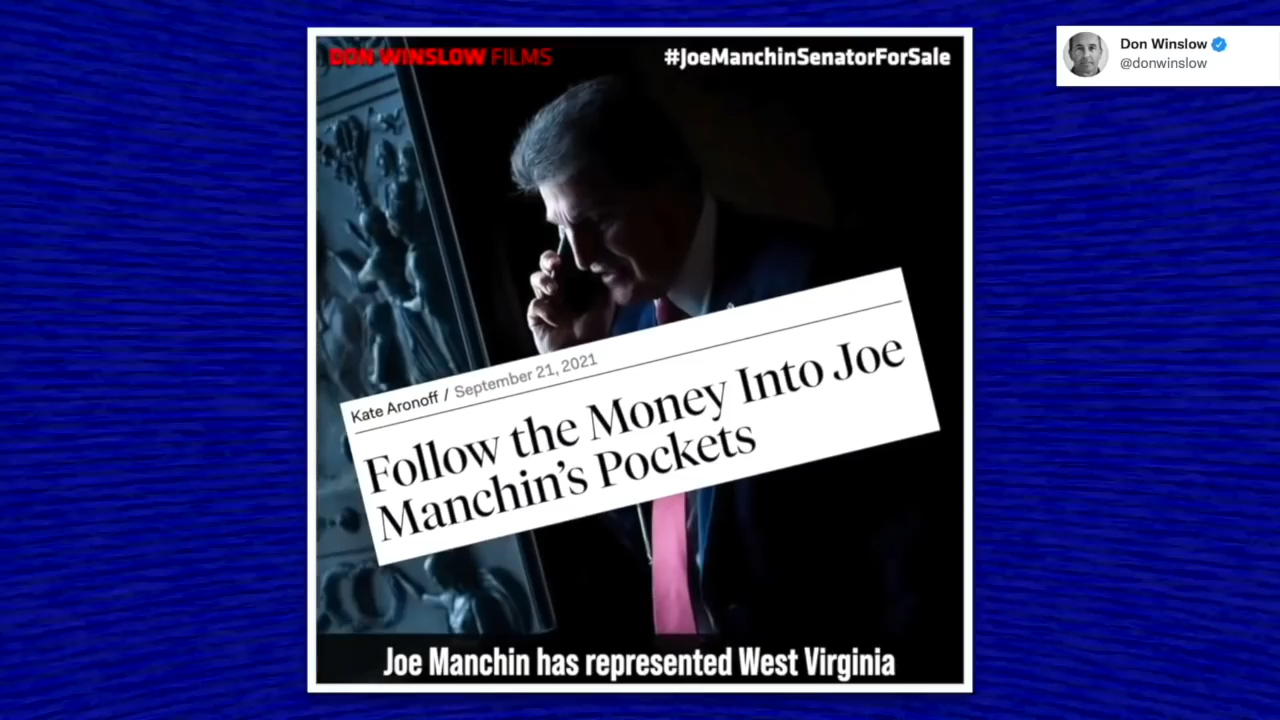 DON WINSLOW FILMS
#JoeManchinSenatorForSale
Don Winslow
@donwinslow
Kate Aronoff / September 21, 2021
Follow the Money Into Joe
Manchin's Pockets
Joe Manchin has represented West Virginia